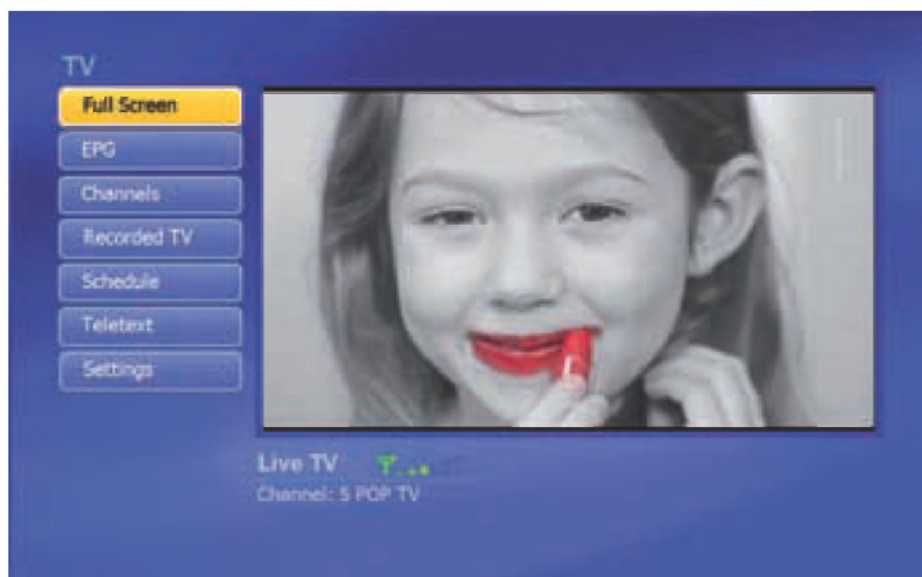 TV
Full Screen
EPG
Channels
Recorded TV
Schedule
Teletext
Settings
Live TV
Channel: 5 POP TV